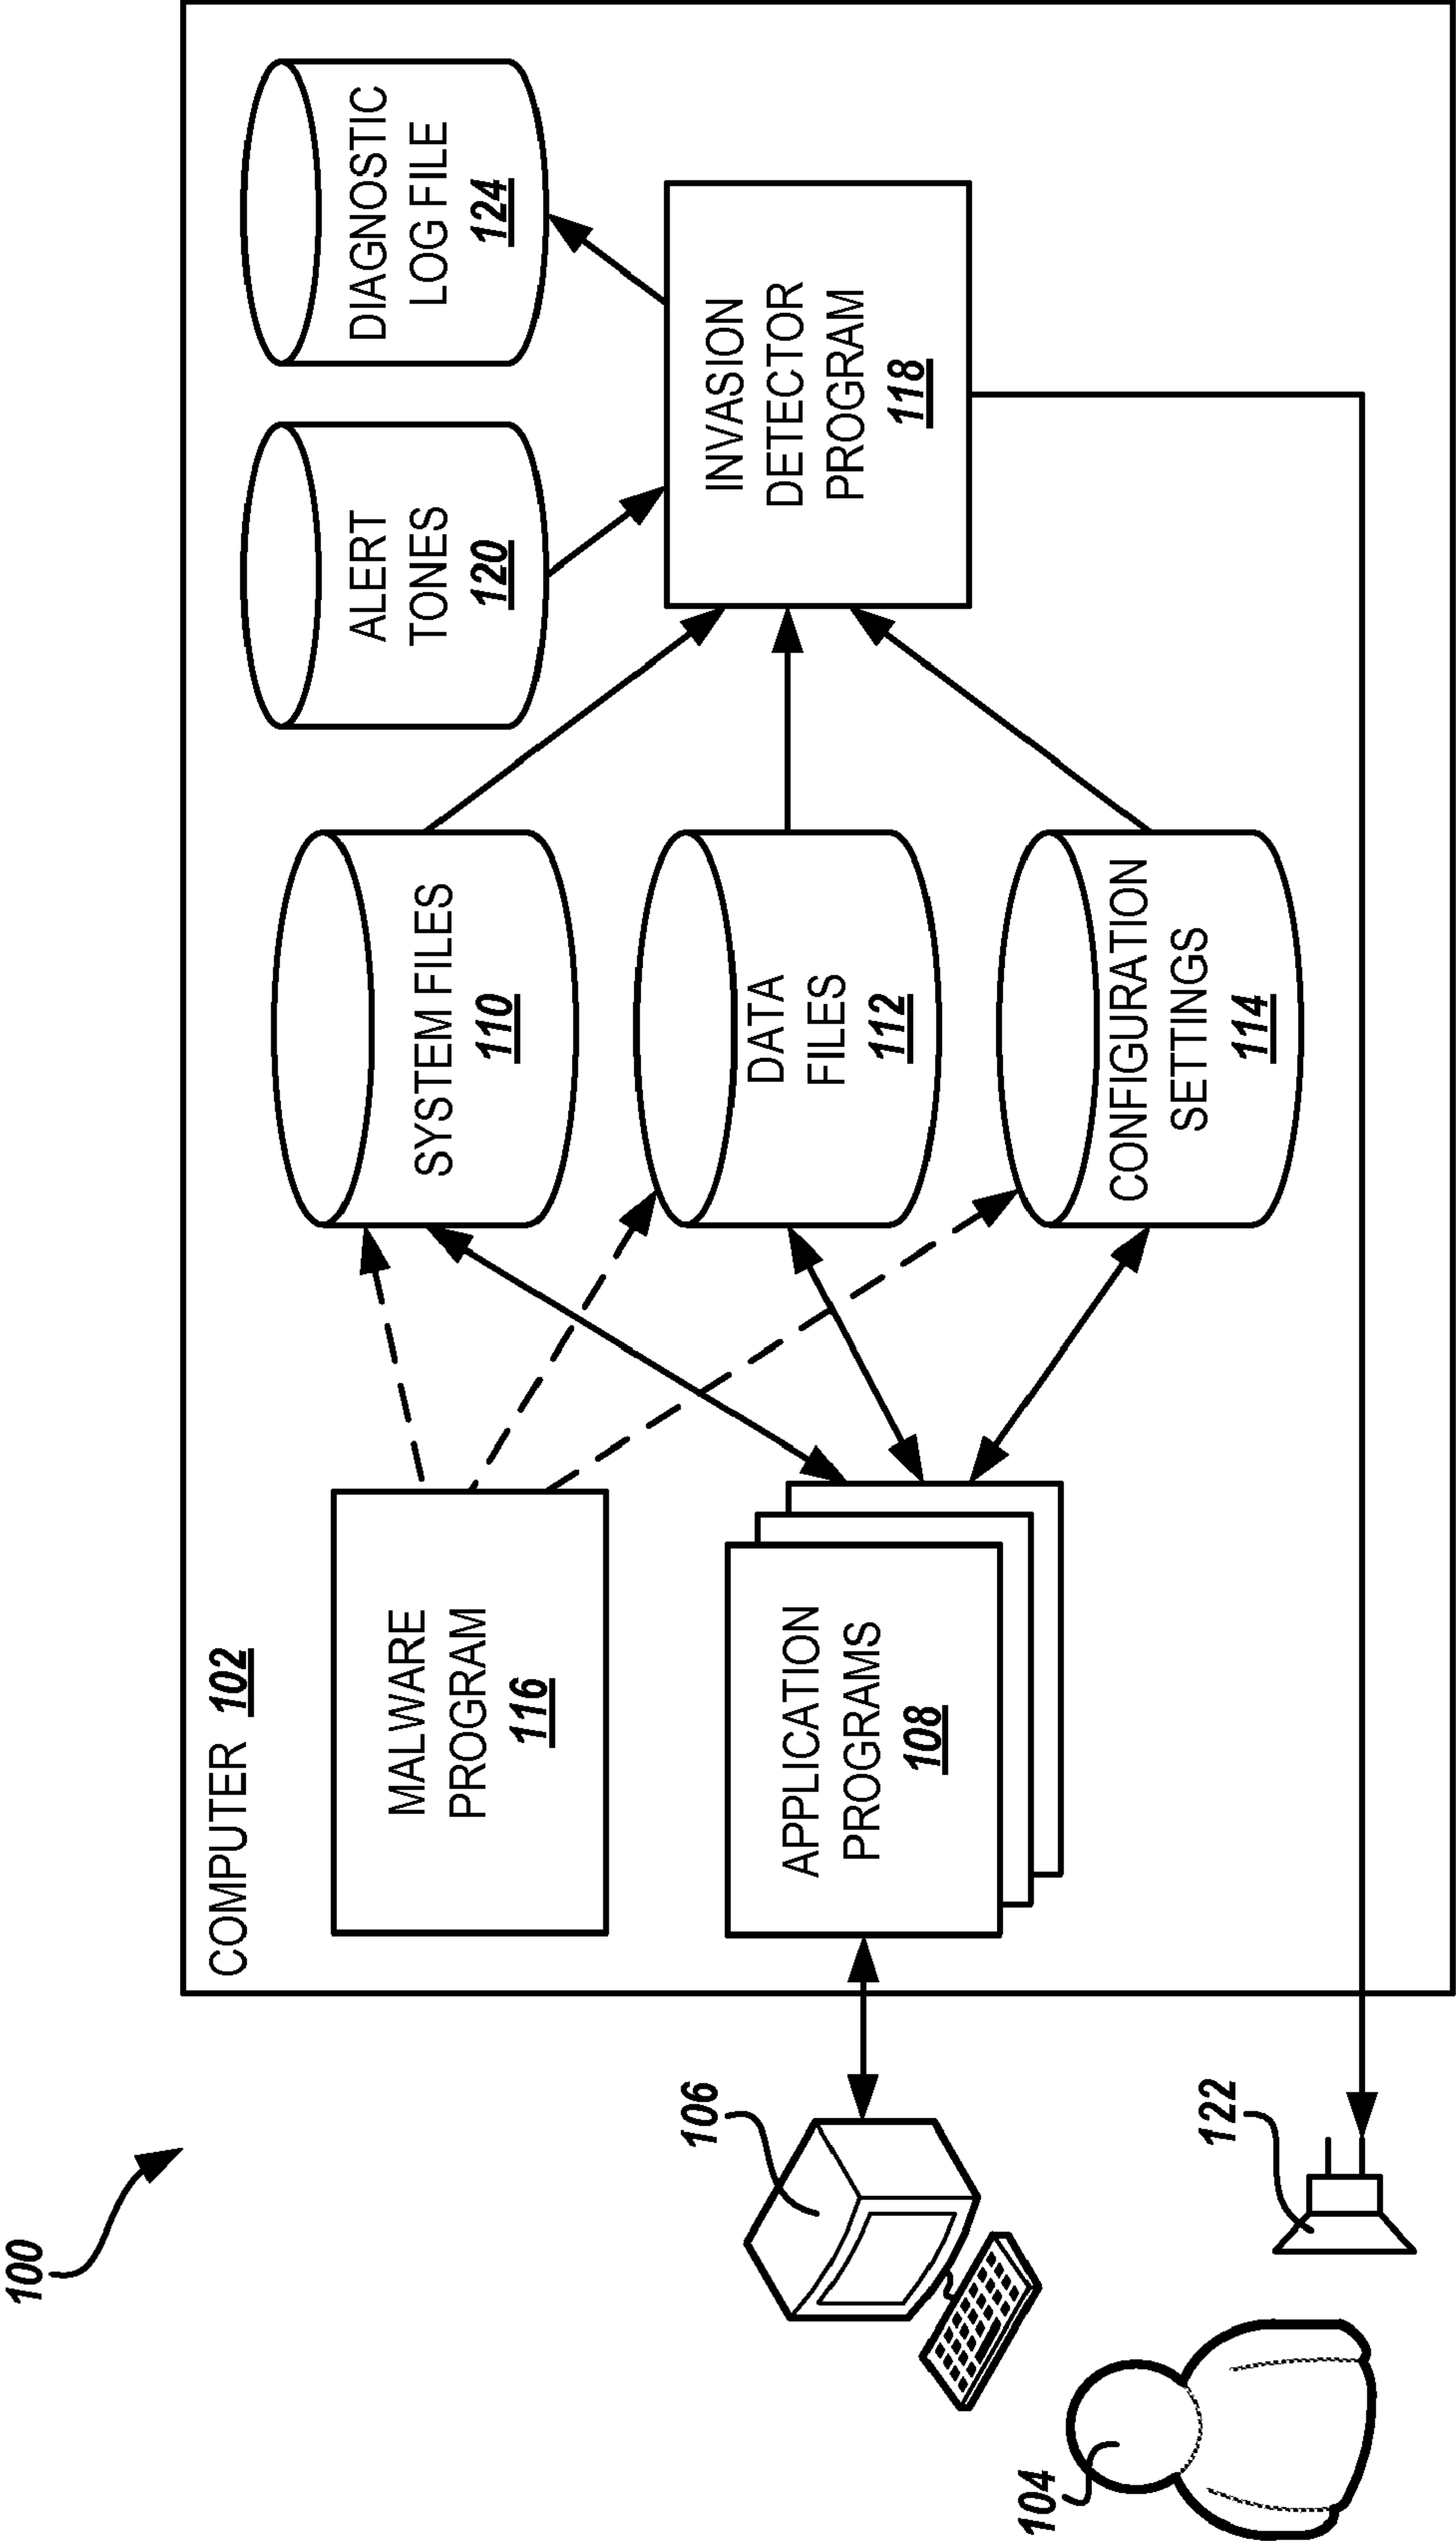 100
COMPUTER 102
MALWARE
PROGRAM
116
SYSTEM FILES
110
ALERT
TONES
120
DIAGNOSTIC
LOG FILE
124
106
APPLICATION
PROGRAMS
108
DATA
FILES
112
INVASION
DETECTOR
PROGRAM
118
104
122
CONFIGURATION
SETTINGS
114